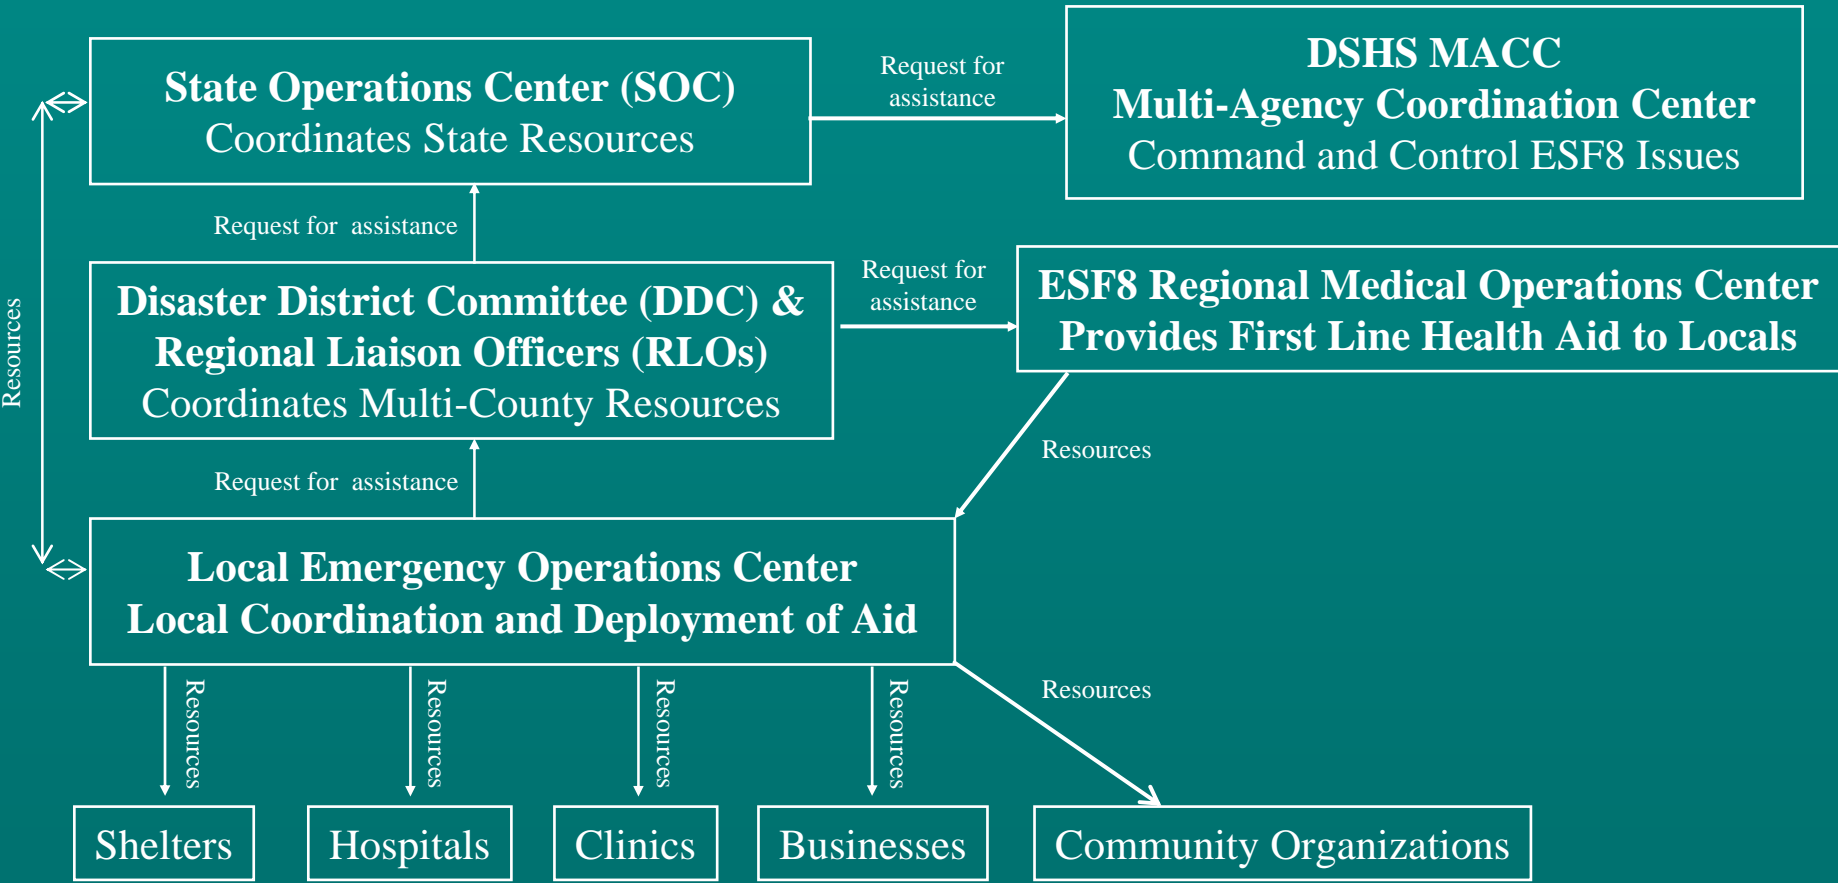 State Operations Center (SOC)
Coordinates State Resources
Request for
assistance
DSHS MACC
Multi-Agency Coordination Center
Command and Control ESF8 Issues
Request for  assistance
Resources
Disaster District Committee (DDC) &
Regional Liaison Officers (RLOs)
Coordinates Multi-County Resources
Request for
assistance
ESF8 Regional Medical Operations Center
Provides First Line Health Aid to Locals
Request for  assistance
Resources
Local Emergency Operations Center
Local Coordination and Deployment of Aid
Resources
Resources
Resources
Resources
Resources
Shelters
Hospitals
Clinics
Businesses
Community Organizations